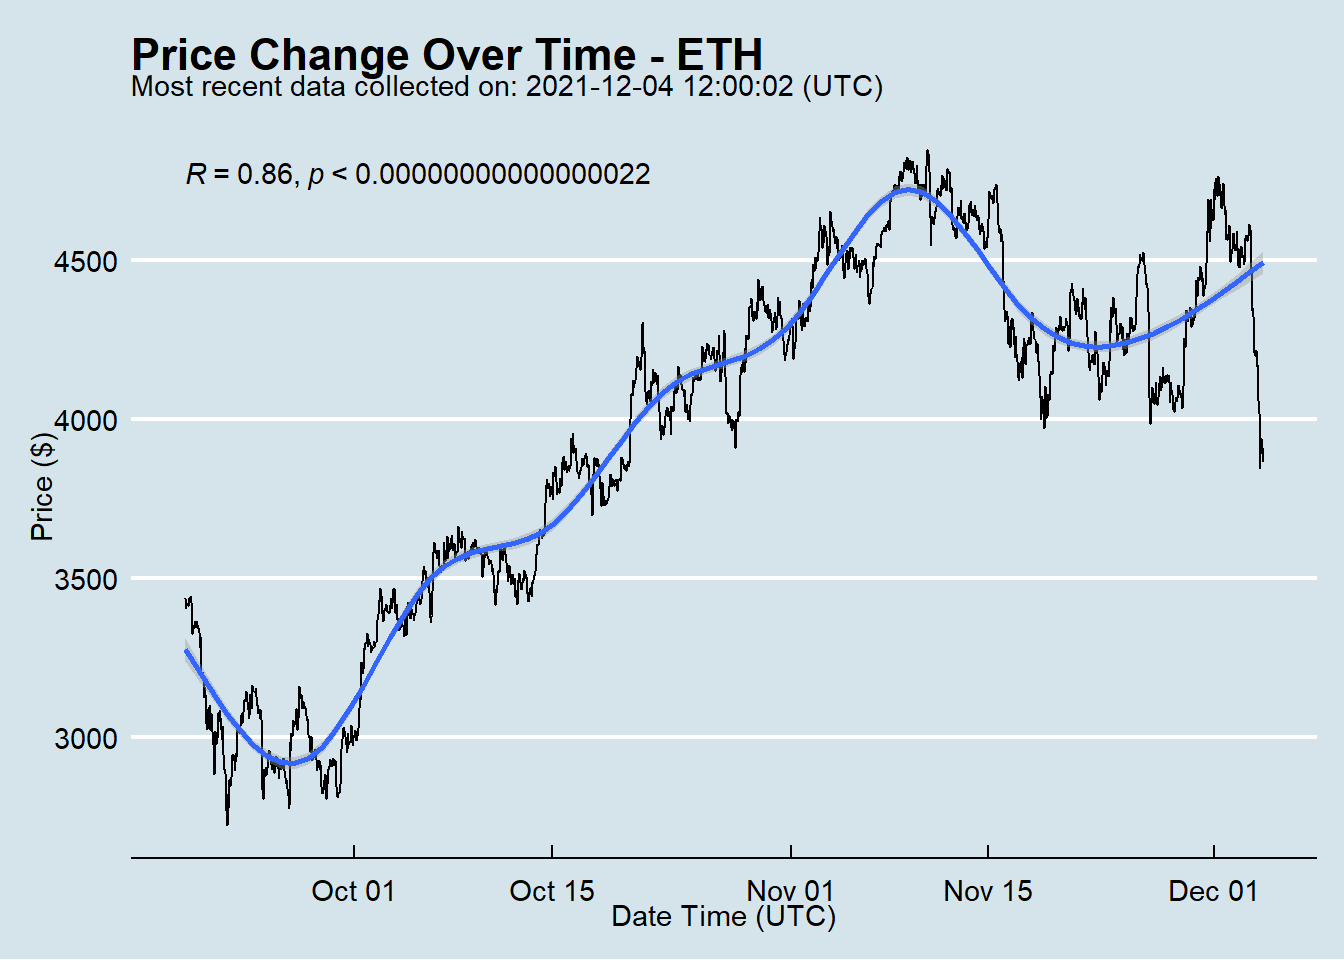 Price Change Over Time - ETH
Most recent data collected on: 2021-12-04 12:00:02 (UTC)
R = 0.86, p < 0.00000000000000022
4500
4000
3500
3000
Price ($)
Oct 01 Oct 15 Nov 01 Nov 15 Dec 01
Date Time (UTC)